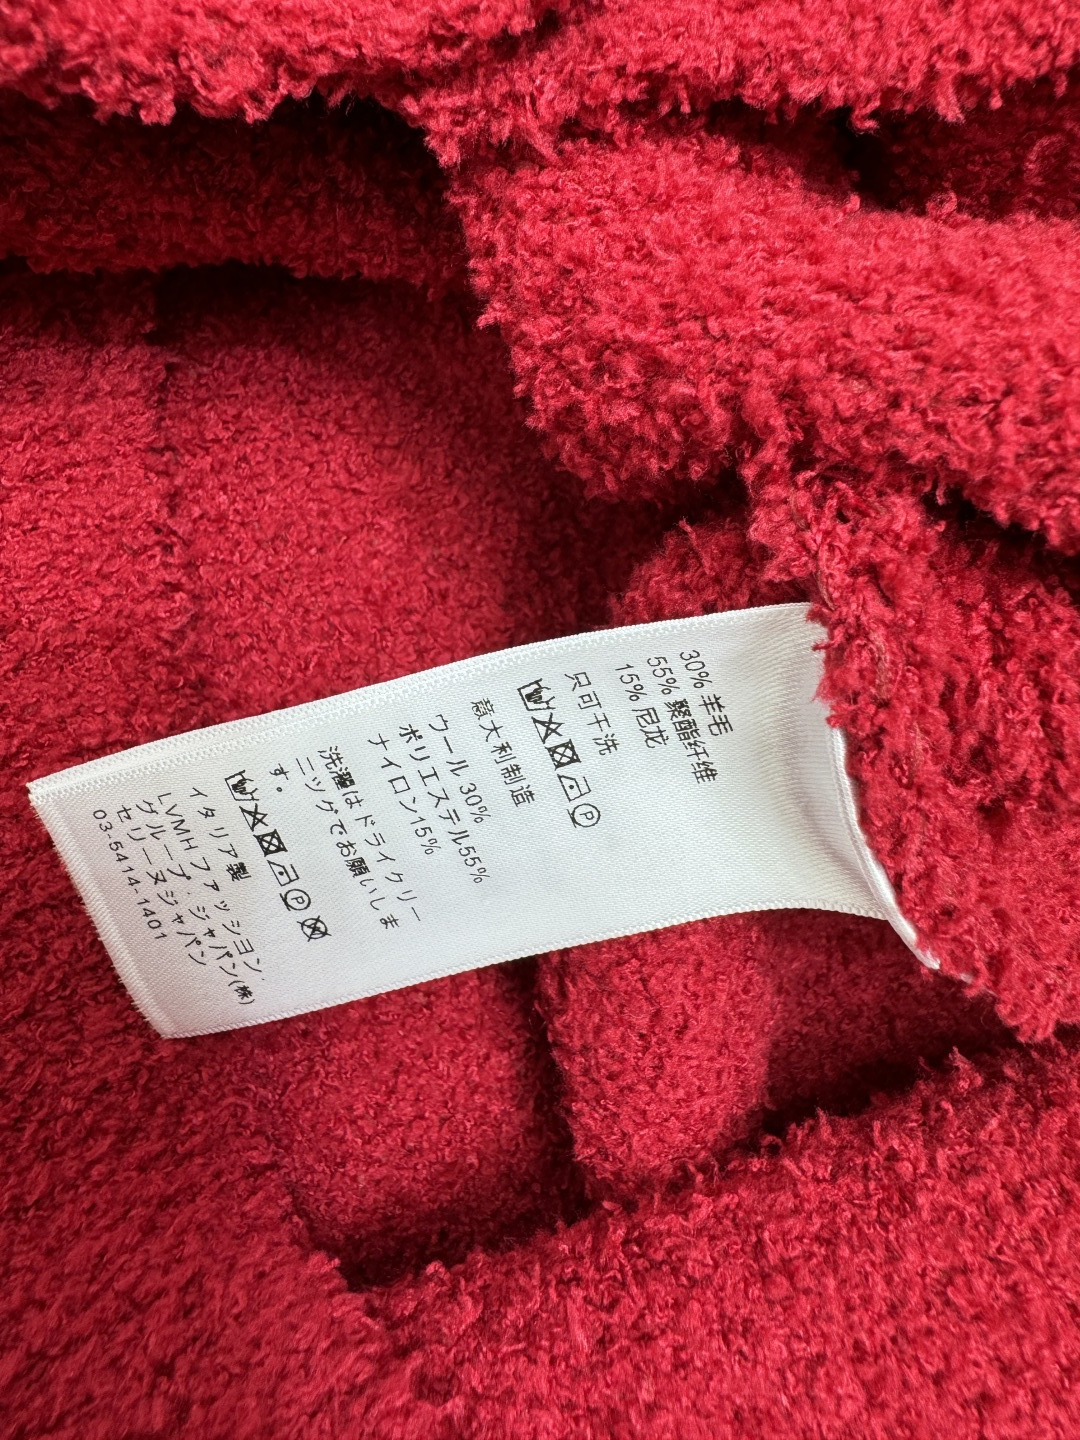 30% 羊毛
55% 聚酯纤维
15% 尼龙
只可干洗
意大利制造
ウール 30%
ポリエステル55%
ナイロン15%
洗濯はドライクリー
ニングでお願いしま
す。
イタリア製
LVMH ファッション.
グループ.ジャパン(株)
セリーヌジャパン
03-5414-1401